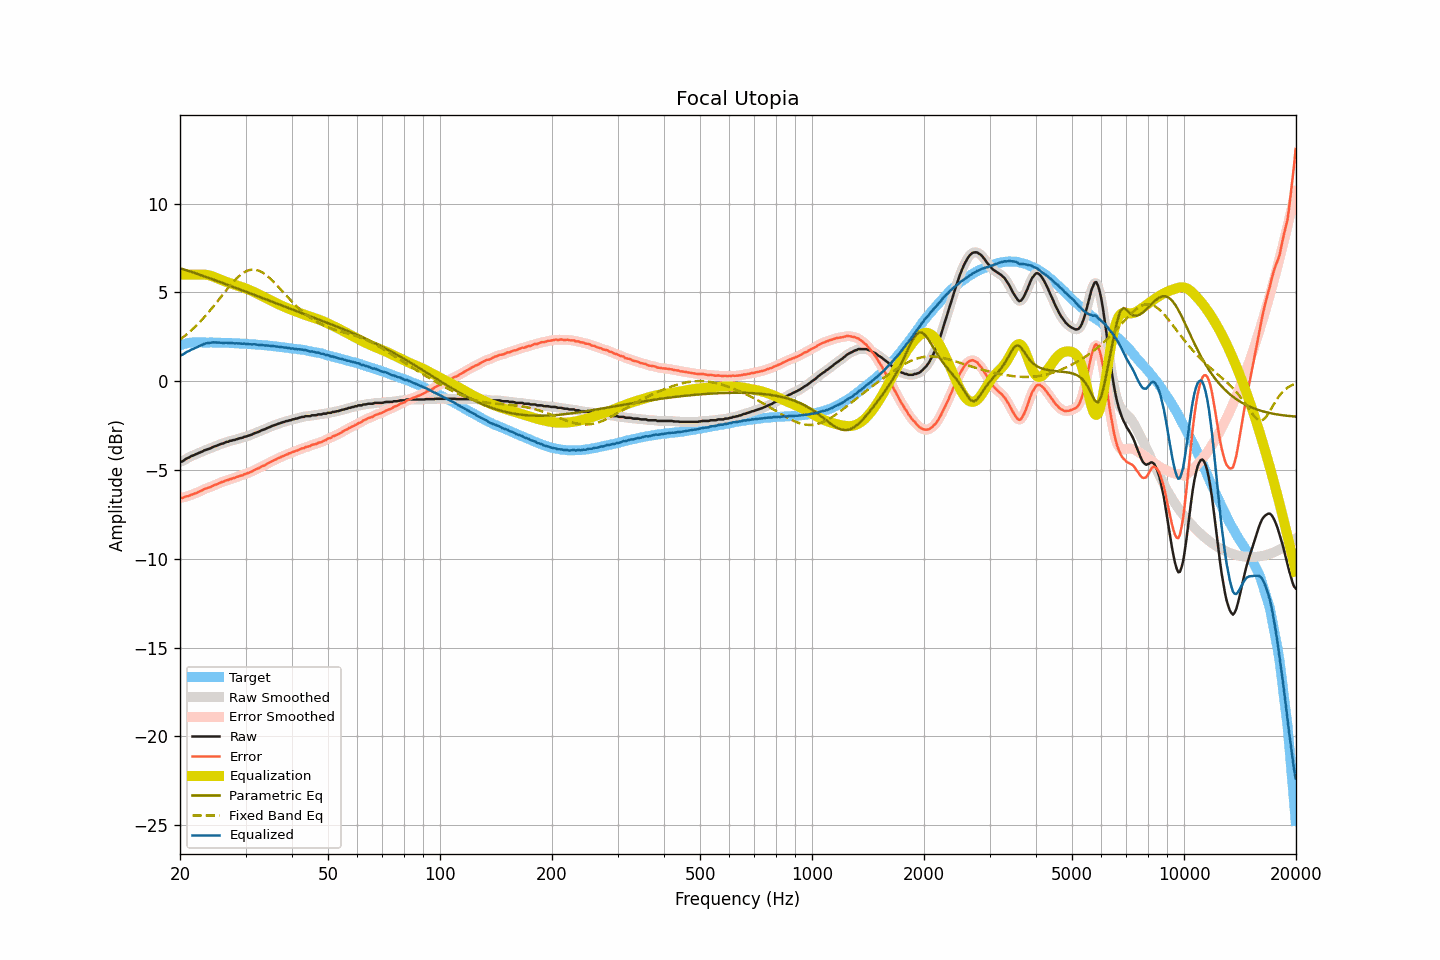 Focal Utopia
10
5
0
−5
−10
−15
−20
−25
Amplitude (dBr)
Target
Raw Smoothed
Error Smoothed
Raw
Error
Equalization
Parametric Eq
Fixed Band Eq
Equalized
20 50 100 200 500 1000 2000 5000 10000 20000
Frequency (Hz)